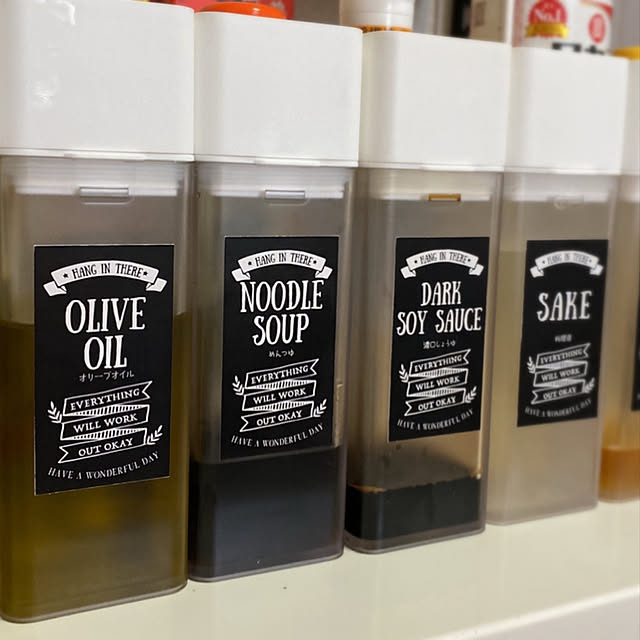 HANG IN THERE
OLIVE
OIL
オリーブオイル
EVERYTHING
WILL WORK
OUT OKAY
HAVE A WONDERFUL DAY
HANG IN THERE
NOODLE
SOUP
めんつゆ
EVERYTHING
WILL WORK
OUT OKAY
HAVE A WONDERFUL DAY
HANG IN THERE
DARK
SOY SAUCE
濃口しょうゆ
EVERYTHING
WILL WORK
OUT OKAY
HAVE A WONDERFUL DAY
HANG IN THERE
SAKE
料理酒
EVERYTHING
WILL WORK
OUT OKAY
HAVE A WONDERFUL DAY
No.1